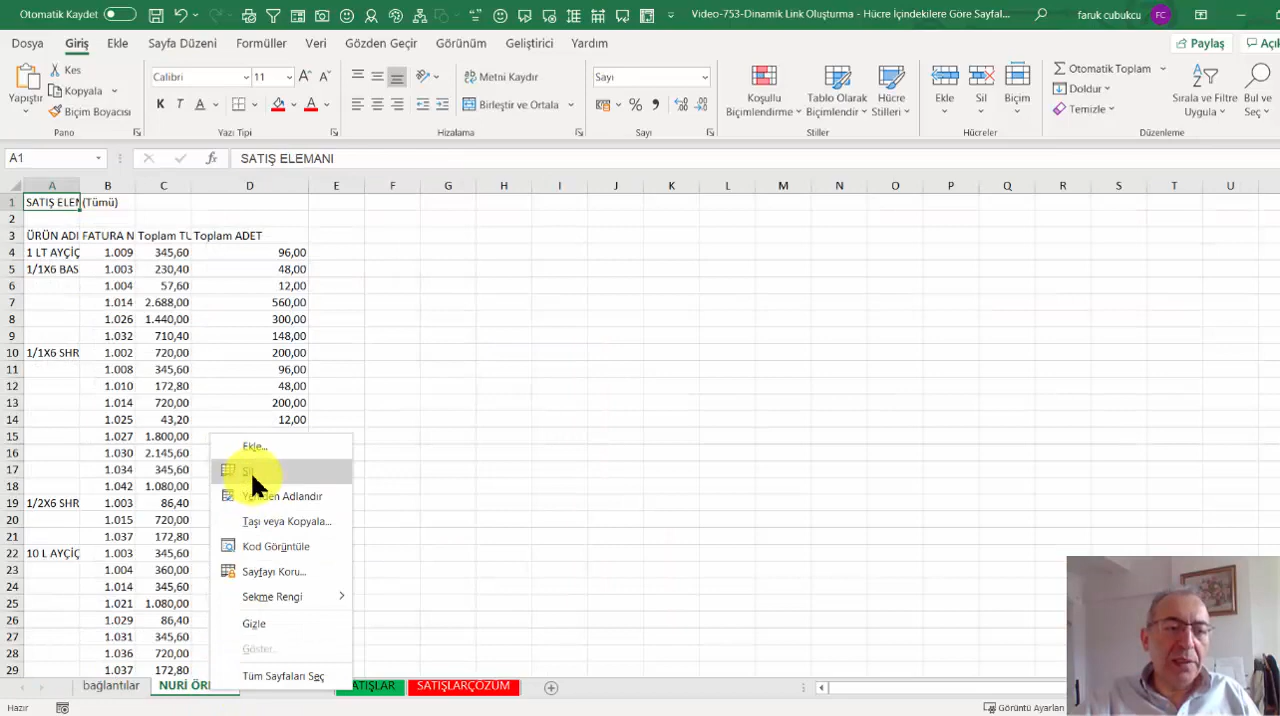 Otomatik Kaydet
Video-753-Dinamik Link Oluşturma - Hücre İçindekilere Göre Sayfal...
faruk çubukcu FC
Dosya Giriş Ekle Sayfa Düzeni Formüller Veri Gözden Geçir Görünüm Geliştirici Yardım
Paylaş
Yapıştır
Kes
Kopyala
Biçim Boyacısı
Pano
Calibri 11
K T A
Yazı Tipi
Metni Kaydır
Birleştir ve Ortala
Hizalama
Sayı
Sayı
Koşullu Biçimlendirme
Tablo Olarak Biçimlendir
Hücre Stilleri
Stiller
Ekle Sil Biçim
Hücreler
Otomatik Toplam
Doldur
Temizle
Sırala ve Filtre Uygula
Bul ve Seç
Düzenleme
A1 fx SATIŞ ELEMANI
A B C D E F G H I J K L M N O P Q R S T U
1 SATIŞ ELEM (Tümü)
2
3 ÜRÜN ADI FATURA N Toplam TU Toplam ADET
4 1 LT AYÇİÇ 1.009 345,60 96,00
5 1/1X6 BAS 1.003 230,40 48,00
6 1.004 57,60 12,00
7 1.014 2.688,00 560,00
8 1.026 1.440,00 300,00
9 1.032 710,40 148,00
10 1/1X6 SHR 1.002 720,00 200,00
11 1.008 345,60 96,00
12 1.010 172,80 48,00
13 1.014 720,00 200,00
14 1.025 43,20 12,00
15 1.027 1.800,00
16 1.030 2.145,60
17 1.034 345,60
18 1.042 1.080,00
19 1/2X6 SHR 1.003 86,40
20 1.015 720,00
21 1.037 172,80
22 10 L AYÇİÇ 1.003 345,60
23 1.004 360,00
24 1.014 345,60
25 1.021 1.080,00
26 1.029 86,40
27 1.031 345,60
28 1.036 720,00
29 1.037 172,80
Ekle...
Sil
Yeniden Adlandır
Taşı veya Kopyala...
Kod Görüntüle
Sayfayı Koru...
Sekme Rengi
Gizle
Göster...
Tüm Sayfaları Seç
bağlantılar NURİ ATIŞLAR SATIŞLARÇÖZÜM
Hazır
Görüntü Ayarları